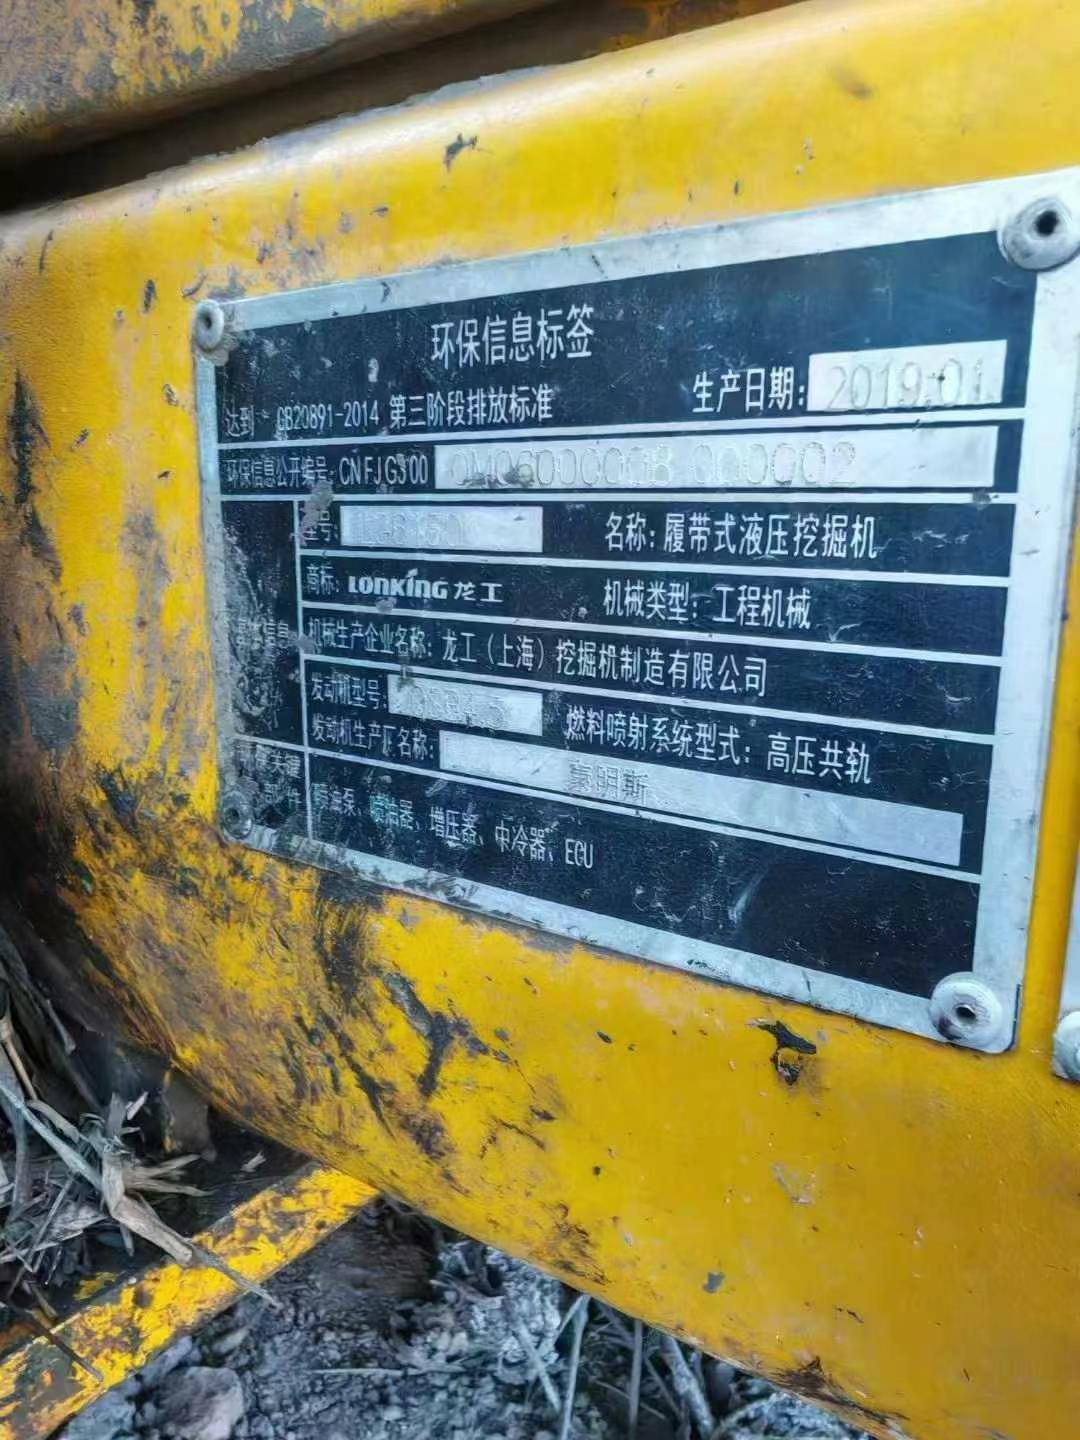 环保信息标签
达到 GB20891-2014 第三阶段排放标准 生产日期: 2019.01
环保信息公开编号: CN FJ G3 00
型号: 名称: 履带式液压挖掘机
商标: LONKING 龙工 机械类型: 工程机械
机械生产企业名称: 龙工(上海)挖掘机制造有限公司
发动机型号: 燃料喷射系统型式: 高压共轨
发动机生产厂名称:
喷油泵、喷油器、增压器、中冷器、ECU